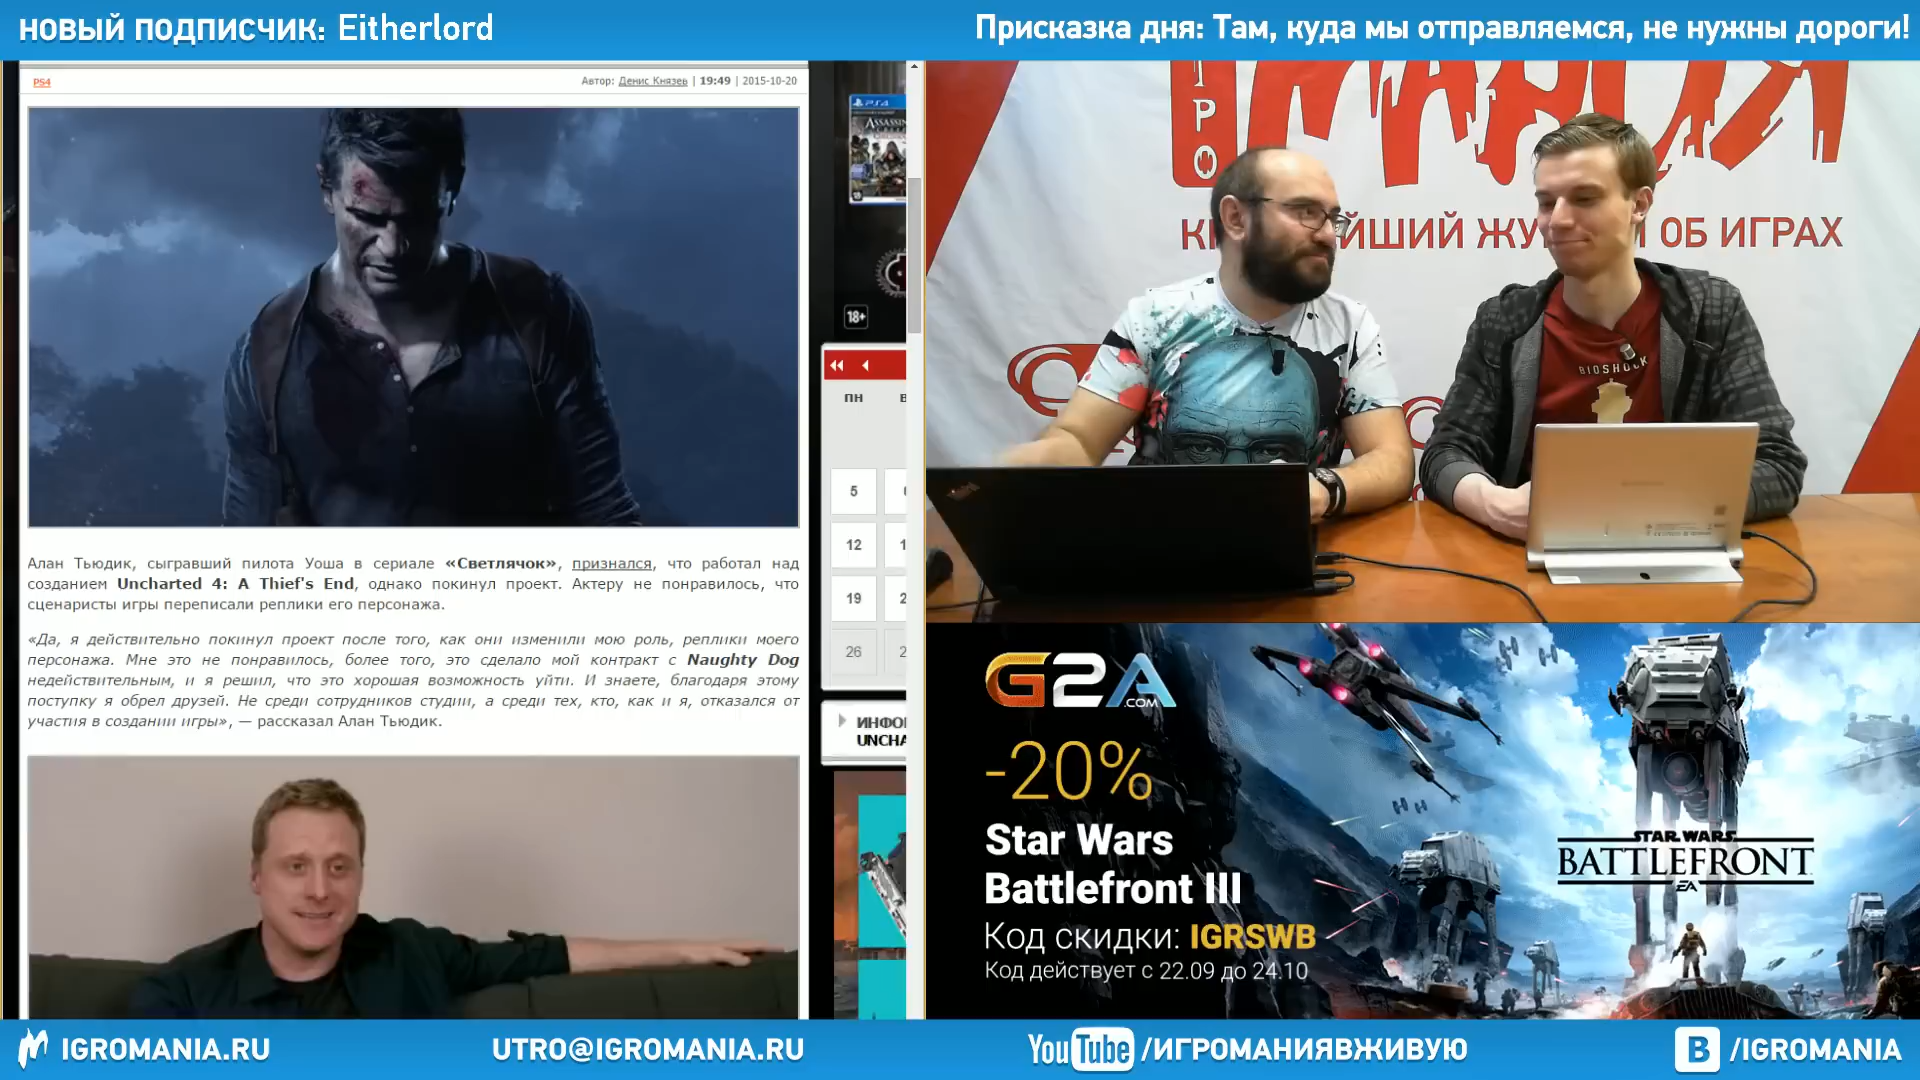 новый подписчик: Eitherlord
Присказка дня: Там, куда мы отправляемся, не нужны дороги!
PS4
Автор: Денис Князев | 19:49 | 2015-10-20
PS4
18+
ПН
5
12
19
26
Алан Тьюдик, сыгравший пилота Уоша в сериале «Светлячок», признался, что работал над
созданием Uncharted 4: A Thief's End, однако покинул проект. Актеру не понравилось, что
сценаристы игры переписали реплики его персонажа.
«Да, я действительно покинул проект после того, как они изменили мою роль, реплики моего
персонажа. Мне это не понравилось, более того, это сделало мой контракт с Naughty Dog
недействительным, и я решил, что это хорошая возможность уйти. И знаете, благодаря этому
поступку я обрел друзей. Не среди сотрудников студии, а среди тех, кто, как и я, отказался от
участия в создании игры», — рассказал Алан Тьюдик.
ИНФО
UNCHA
ОБ ИГРАХ
BIOSHOCK
G2A
.COM
-20%
Star Wars
Battlefront III
Код скидки: IGRSWB
Код действует с 22.09 до 24.10
STAR WARS
BATTLEFRONT
EA
IGROMANIA.RU
UTRO@IGROMANIA.RU
YouTube /ИГРОМАНИЯВЖИВУЮ
B /IGROMANIA